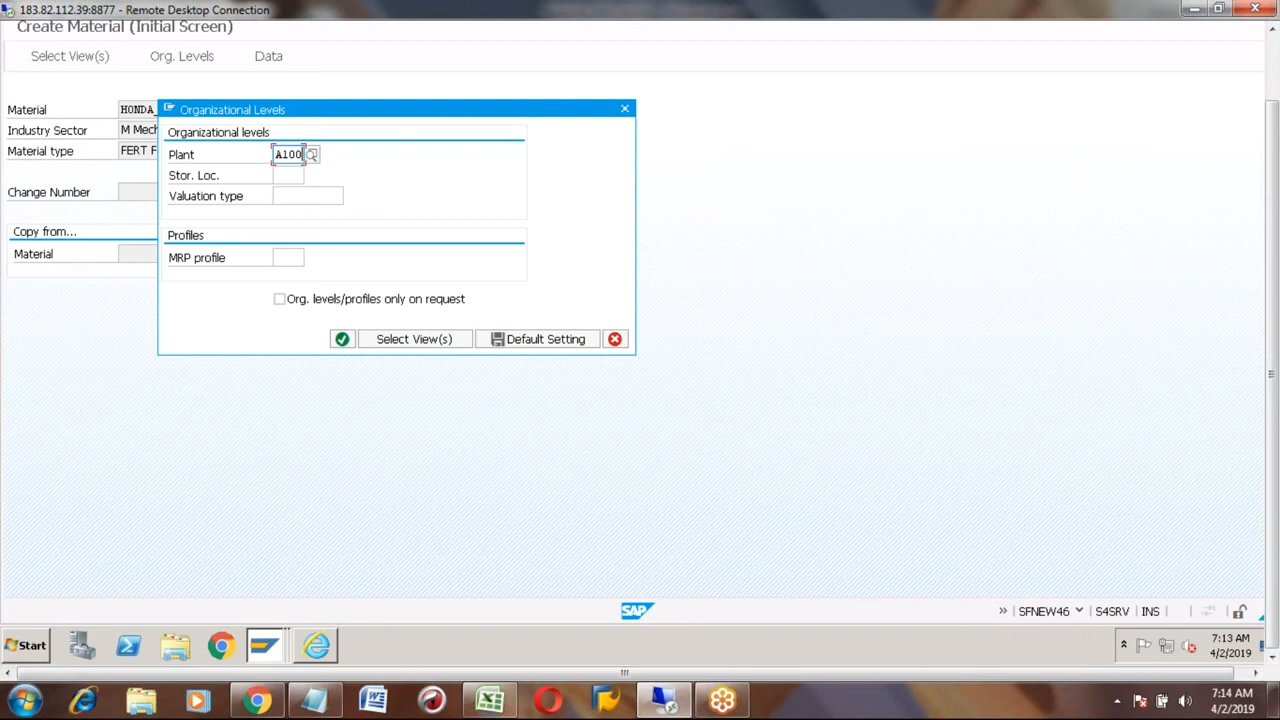 183.82.112.39:8877 - Remote Desktop Connection
Create Material (Initial Screen)
Select View(s) Org. Levels Data
Material HONDA_
Industry Sector M Mech
Material type FERT F
Change Number
Copy from...
Material
Organizational Levels
Organizational levels
Plant A100
Stor. Loc.
Valuation type
Profiles
MRP profile
Org. levels/profiles only on request
Select View(s) Default Setting
SAP
SFNEW46 S4SRV INS
Start
7:13 AM
4/2/2019
7:14 AM
4/2/2019